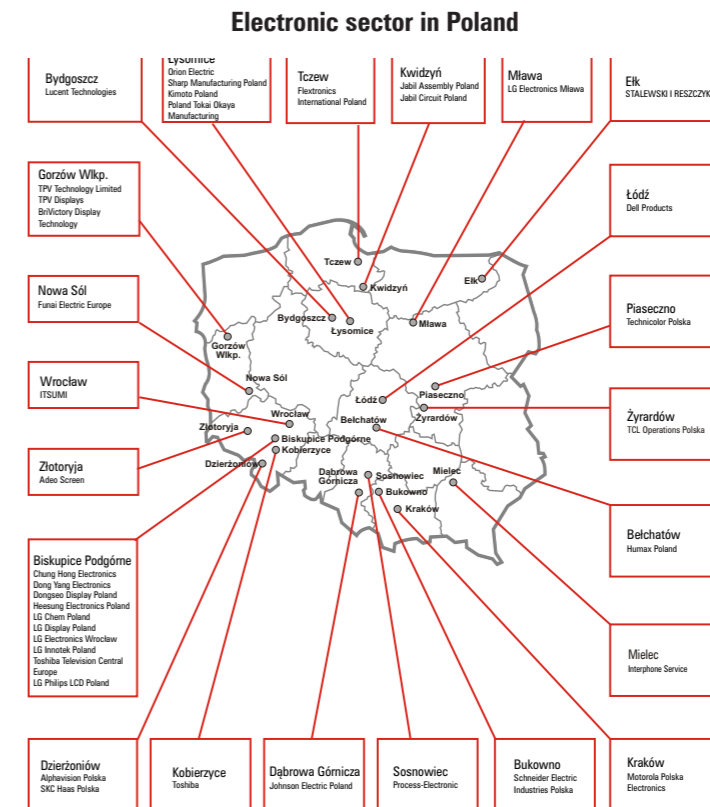 Electronic sector in Poland
Bydgoszcz
Lucent Technologies
Łysomice
Orion Electric
Sharp Manufacturing Poland
Kimoto Poland
Poland Tokai Okaya
Manufacturing
Tczew
Flextronics
International Poland
Kwidzyń
Jabil Assembly Poland
Jabil Circuit Poland
Mława
LG Electronics Mława
Ełk
STALEWSKI I RESZCZYK
Gorzów Wlkp.
TPV Technology Limited
TPV Displays
BriVictory Display
Technology
Łódź
Dell Products
Nowa Sól
Funai Electric Europe
Piaseczno
Technicolor Polska
Wrocław
ITSUMI
Żyrardów
TCL Operations Polska
Złotoryja
Adeo Screen
Bełchatów
Humax Poland
Biskupice Podgórne
Chung Hong Electronics
Dong Yang Electronics
Dongseo Display Poland
Heesung Electronics Poland
LG Chem Poland
LG Display Poland
LG Electronics Wrocław
LG Innotek Poland
Toshiba Television Central
Europe
LG Philips LCD Poland
Mielec
Interphone Service
Tczew
Kwidzyń
Ełk
Bydgoszcz
Łysomice
Mława
Gorzów
Wlkp.
Nowa Sól
Piaseczno
Łódź
Żyrardów
Wrocław
Bełchatów
Złotoryja
Biskupice Podgórne
Kobierzyce
Dzierżoniów
Dąbrowa
Górnicza
Sosnowiec
Mielec
Bukowno
Kraków
Dzierżoniów
Alphavision Polska
SKC Haas Polska
Kobierzyce
Toshiba
Dąbrowa Górnicza
Johnson Electric Poland
Sosnowiec
Process-Electronic
Bukowno
Schneider Electric
Industries Polska
Kraków
Motorola Polska
Electronics